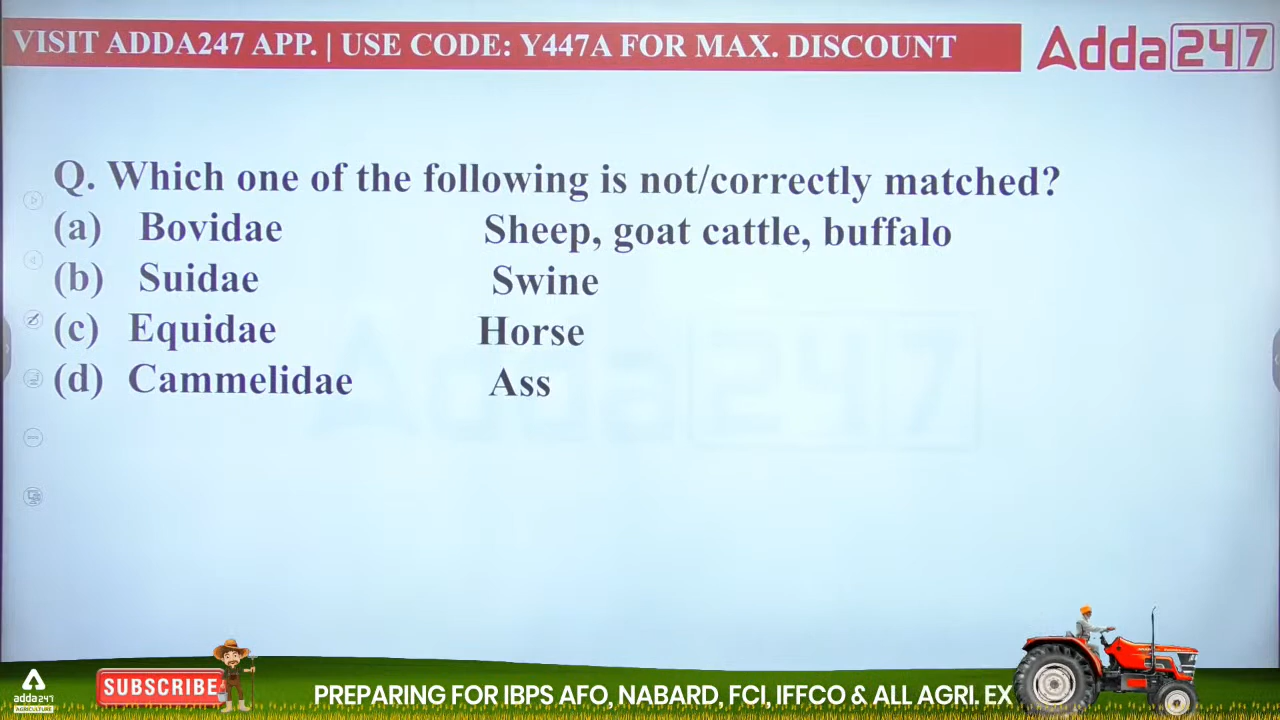 VISIT ADDA247 APP. | USE CODE: Y447A FOR MAX. DISCOUNT
Adda247
Q. Which one of the following is not/correctly matched?
(a) Bovidae Sheep, goat cattle, buffalo
(b) Suidae Swine
(c) Equidae Horse
(d) Cammelidae Ass
Adda247
adda247
AGRICULTURE
SUBSCRIBE
PREPARING FOR IBPS AFO, NABARD, FCI, IFFCO & ALL AGRI. EX